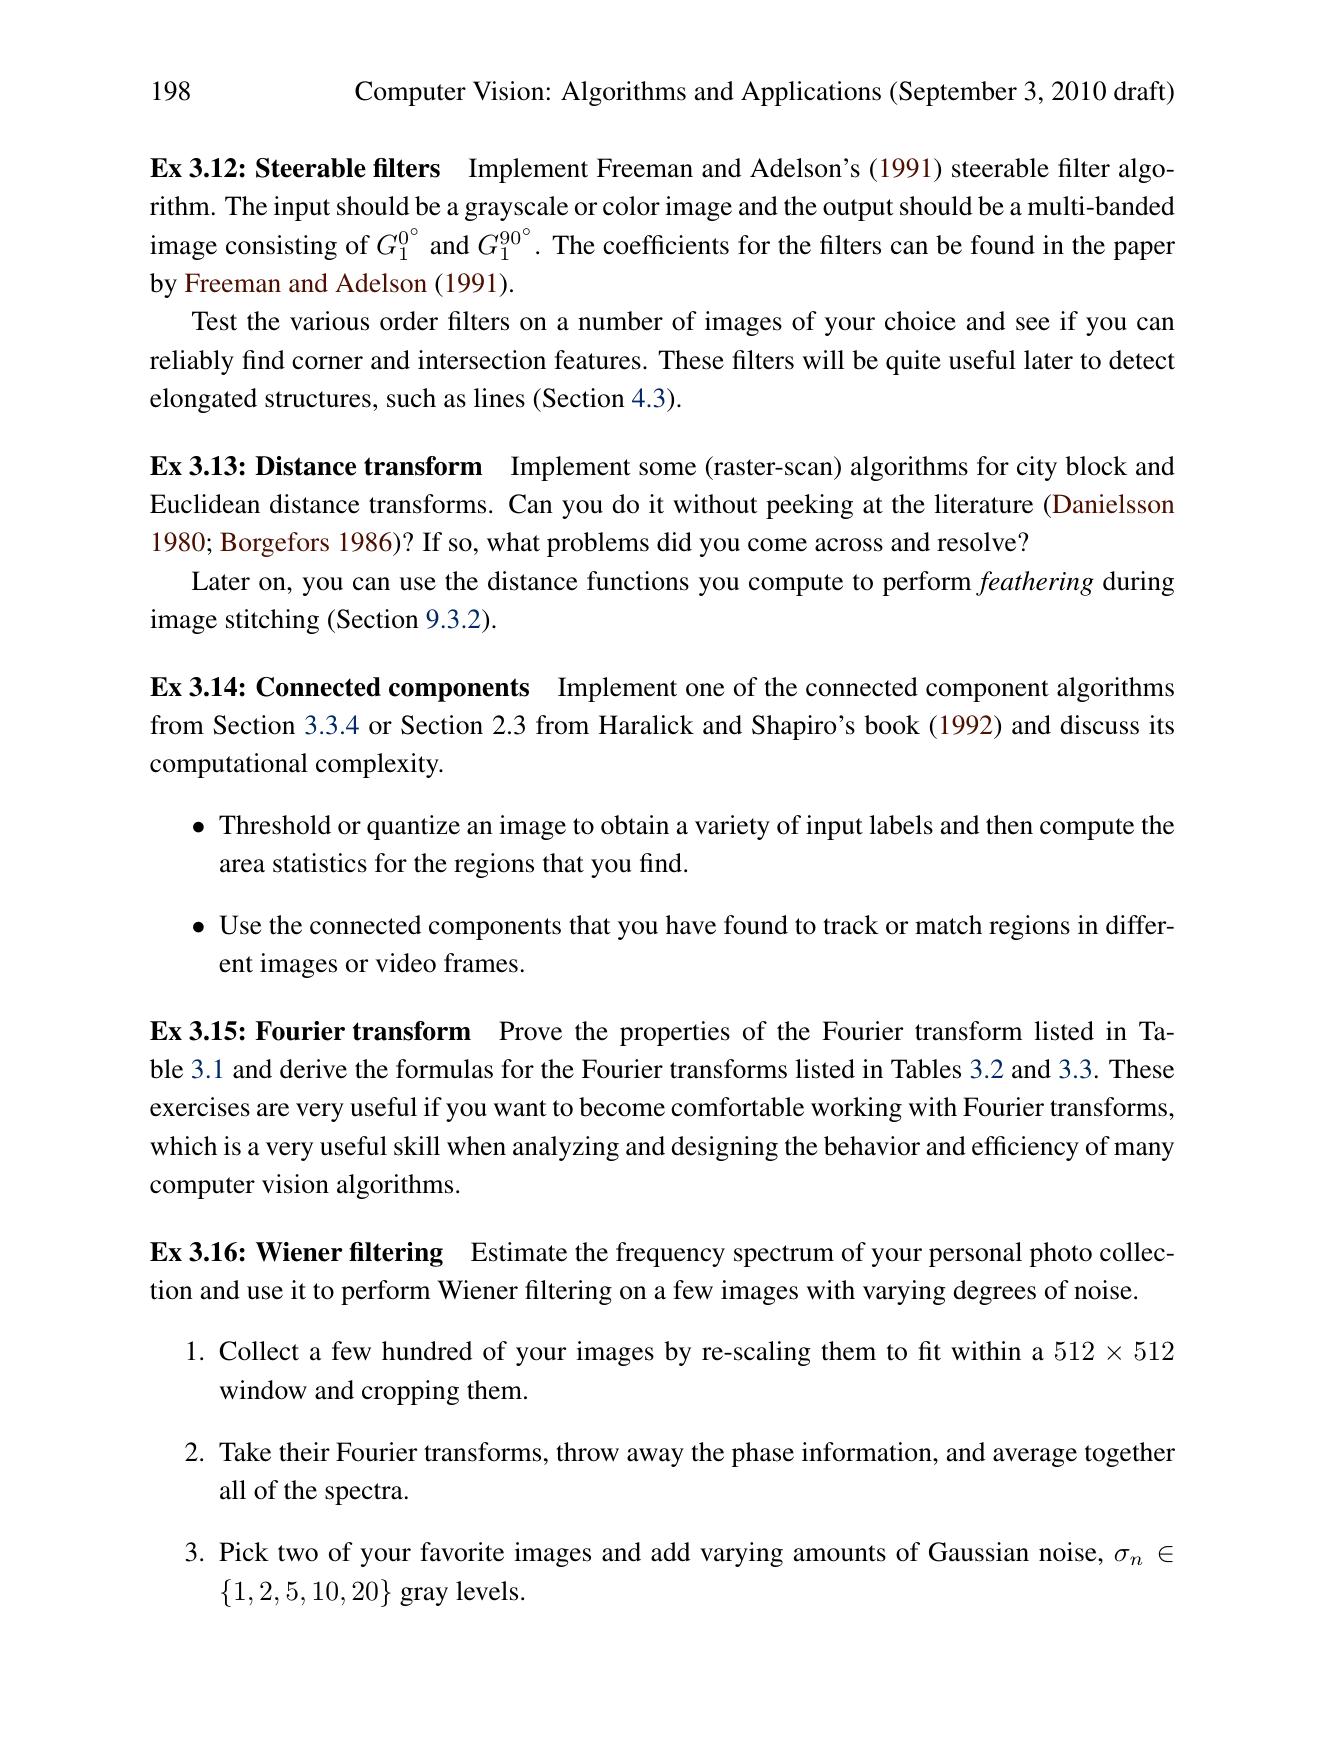 198 Computer Vision: Algorithms and Applications (September 3, 2010 draft)
Ex 3.12: Steerable filters Implement Freeman and Adelson's (1991) steerable filter algo-
rithm. The input should be a grayscale or color image and the output should be a multi-banded
image consisting of $G_1^{0^\circ}$ and $G_1^{90^\circ}$. The coefficients for the filters can be found in the paper
by Freeman and Adelson (1991).
Test the various order filters on a number of images of your choice and see if you can
reliably find corner and intersection features. These filters will be quite useful later to detect
elongated structures, such as lines (Section 4.3).
Ex 3.13: Distance transform Implement some (raster-scan) algorithms for city block and
Euclidean distance transforms. Can you do it without peeking at the literature (Danielsson
1980; Borgefors 1986)? If so, what problems did you come across and resolve?
Later on, you can use the distance functions you compute to perform feathering during
image stitching (Section 9.3.2).
Ex 3.14: Connected components Implement one of the connected component algorithms
from Section 3.3.4 or Section 2.3 from Haralick and Shapiro's book (1992) and discuss its
computational complexity.
• Threshold or quantize an image to obtain a variety of input labels and then compute the
area statistics for the regions that you find.
• Use the connected components that you have found to track or match regions in differ-
ent images or video frames.
Ex 3.15: Fourier transform Prove the properties of the Fourier transform listed in Ta-
ble 3.1 and derive the formulas for the Fourier transforms listed in Tables 3.2 and 3.3. These
exercises are very useful if you want to become comfortable working with Fourier transforms,
which is a very useful skill when analyzing and designing the behavior and efficiency of many
computer vision algorithms.
Ex 3.16: Wiener filtering Estimate the frequency spectrum of your personal photo collec-
tion and use it to perform Wiener filtering on a few images with varying degrees of noise.
1. Collect a few hundred of your images by re-scaling them to fit within a 512 × 512
window and cropping them.
2. Take their Fourier transforms, throw away the phase information, and average together
all of the spectra.
3. Pick two of your favorite images and add varying amounts of Gaussian noise, $\sigma_n$ ∈
{1, 2, 5, 10, 20} gray levels.